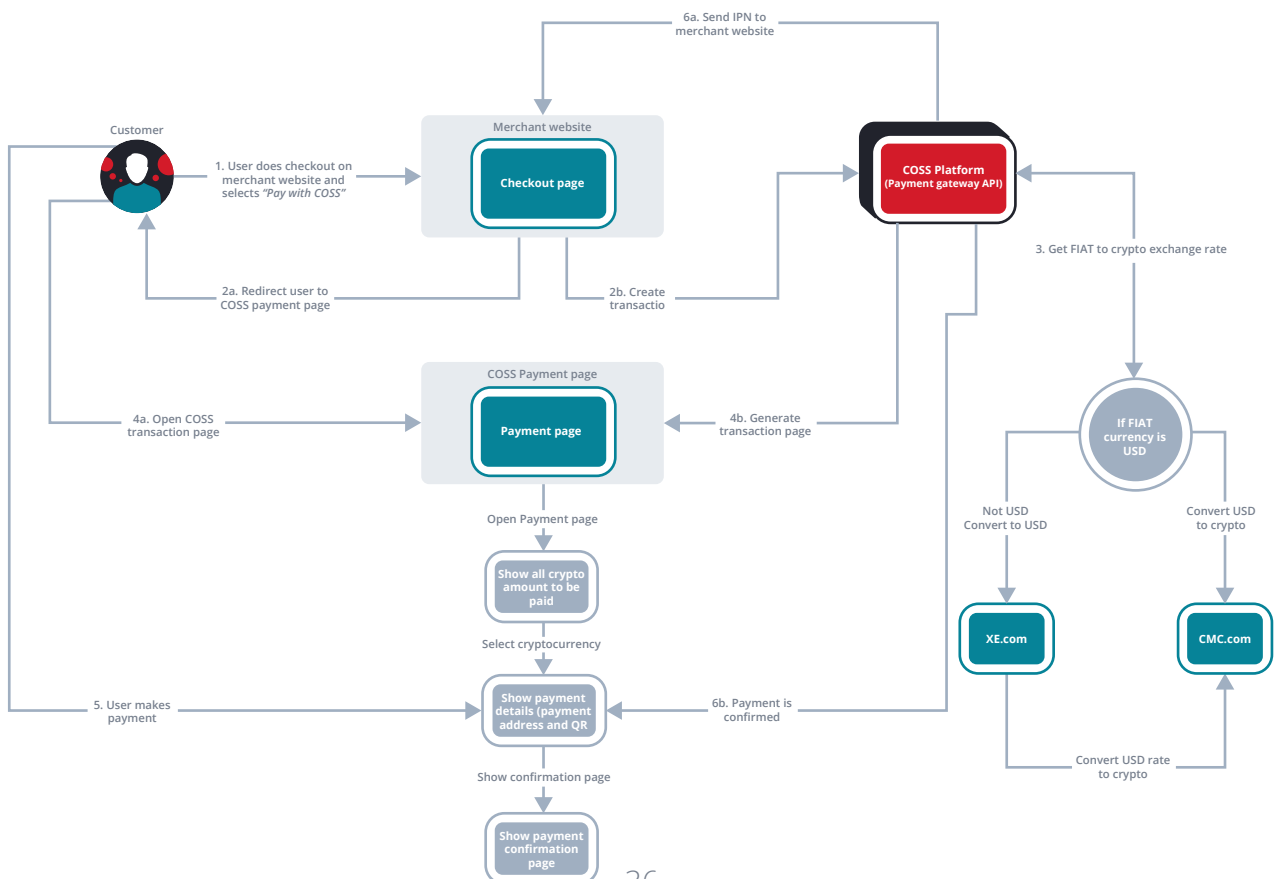 6a. Send IPN to
merchant website
Customer
Merchant website
1. User does checkout on
merchant website and
selects “Pay with COSS”
Checkout page
COSS Platform
(Payment gateway API)
3. Get FIAT to crypto exchange rate
2a. Redirect user to
COSS payment page
2b. Create
transactio
COSS Payment page
4a. Open COSS
transaction page
Payment page
4b. Generate
transaction page
If FIAT
currency is
USD
Open Payment page
Not USD
Convert to USD
Convert USD
to crypto
Show all crypto
amount to be
paid
Select cryptocurrency
XE.com
CMC.com
5. User makes
payment
Show payment
details (payment
address and QR
6b. Payment is
confirmed
Show confirmation page
Convert USD rate
to crypto
Show payment
confirmation
page